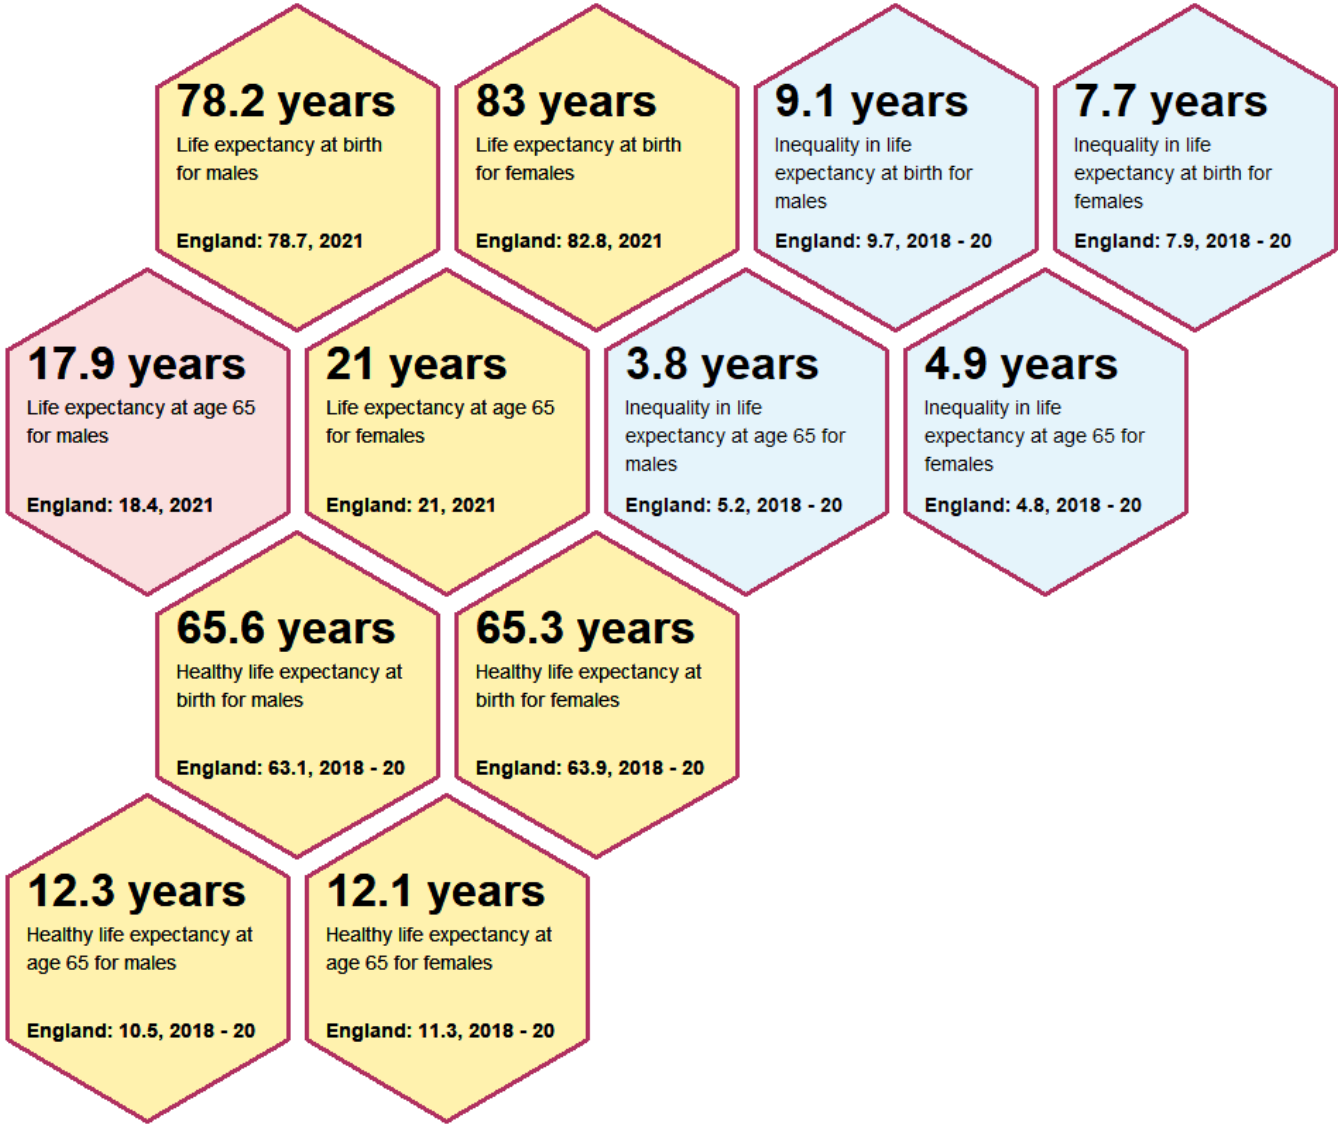 78.2 years
Life expectancy at birth
for males
England: 78.7, 2021
83 years
Life expectancy at birth
for females
England: 82.8, 2021
9.1 years
Inequality in life
expectancy at birth for
males
England: 9.7, 2018 - 20
7.7 years
Inequality in life
expectancy at birth for
females
England: 7.9, 2018 - 20
17.9 years
Life expectancy at age 65
for males
England: 18.4, 2021
21 years
Life expectancy at age 65
for females
England: 21, 2021
3.8 years
Inequality in life
expectancy at age 65 for
males
England: 5.2, 2018 - 20
4.9 years
Inequality in life
expectancy at age 65 for
females
England: 4.8, 2018 - 20
65.6 years
Healthy life expectancy at
birth for males
England: 63.1, 2018 - 20
65.3 years
Healthy life expectancy at
birth for females
England: 63.9, 2018 - 20
12.3 years
Healthy life expectancy at
age 65 for males
England: 10.5, 2018 - 20
12.1 years
Healthy life expectancy at
age 65 for females
England: 11.3, 2018 - 20